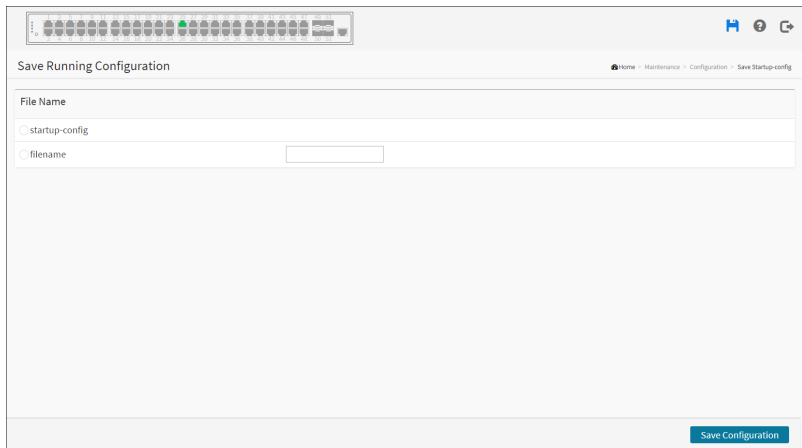 Save Running Configuration
Home > Maintenance > Configuration > Save Startup-config
File Name
startup-config
filename
Save Configuration